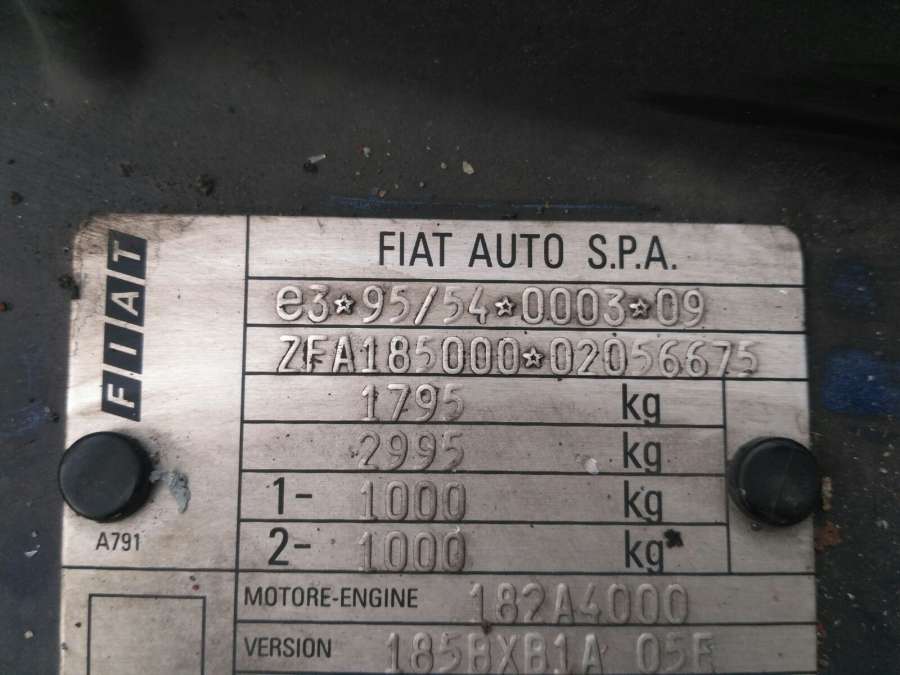 FIAT
FIAT AUTO S.P.A.
e3★95/54★0003★09
ZFA185000★02056675
1795 kg
2995 kg
1- 1000 kg
2- 1000 kg*
A791
MOTORE-ENGINE 182A4000
VERSION 185BXB1A 05E